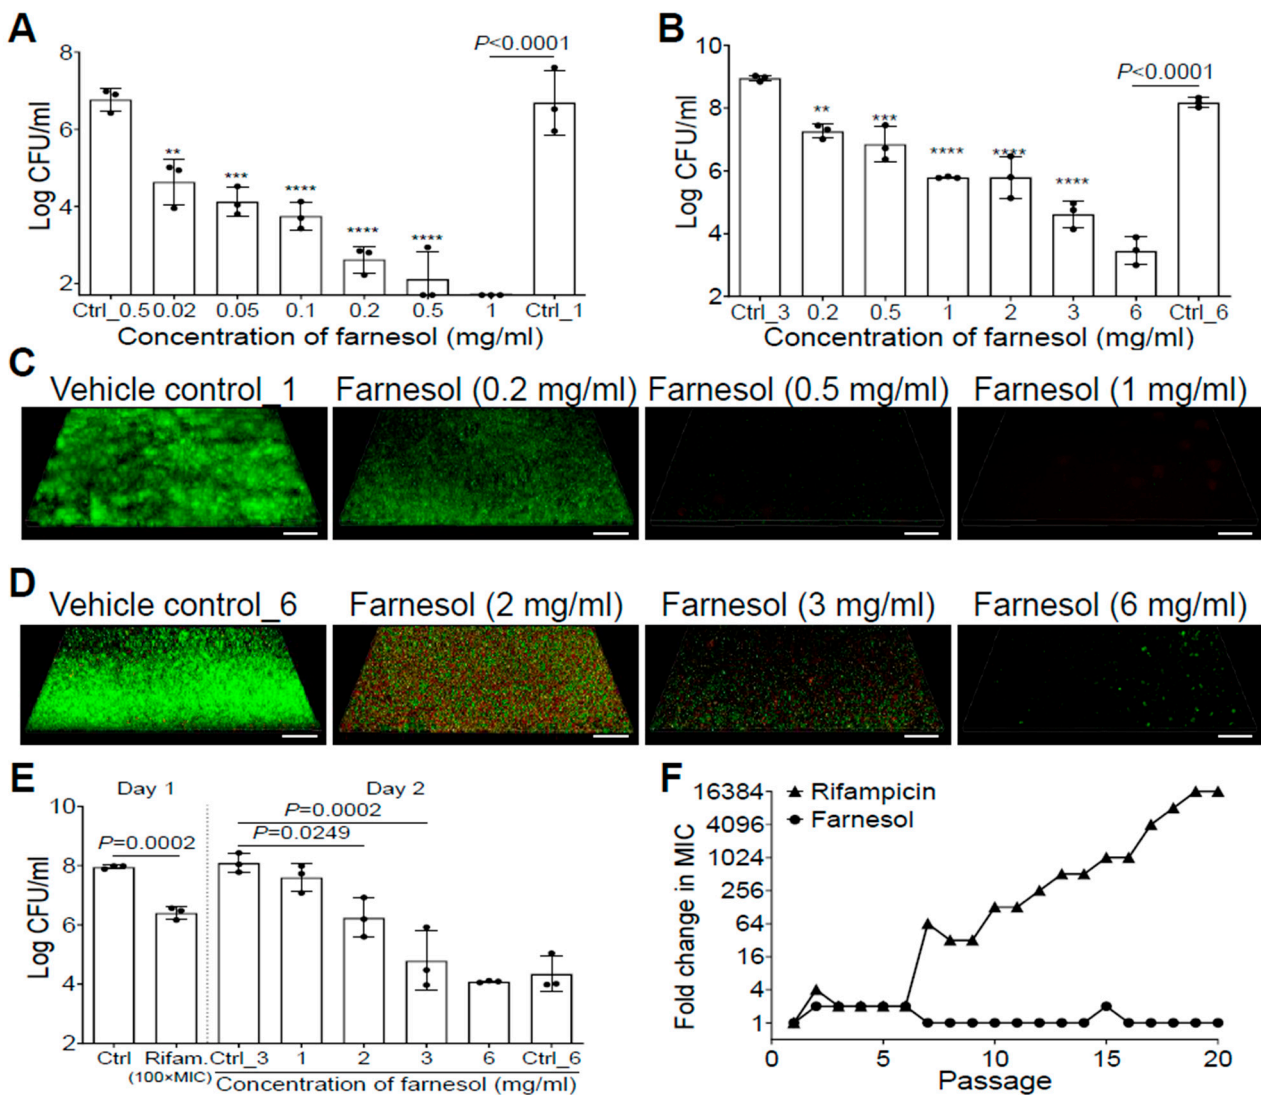 A
8
6
4
2
Log CFU/ml
** *** **** **** ****
P<0.0001
Ctrl_0.5 0.02 0.05 0.1 0.2 0.5 1 Ctrl_1
Concentration of farnesol (mg/ml)
B
10
8
6
4
2
Log CFU/ml
** *** **** **** ****
P<0.0001
Ctrl_3 0.2 0.5 1 2 3 6 Ctrl_6
Concentration of farnesol (mg/ml)
C
Vehicle control_1 Farnesol (0.2 mg/ml) Farnesol (0.5 mg/ml) Farnesol (1 mg/ml)
D
Vehicle control_6 Farnesol (2 mg/ml) Farnesol (3 mg/ml) Farnesol (6 mg/ml)
E
Day 1 Day 2
10
8
6
4
2
Log CFU/ml
P=0.0002
P=0.0002
P=0.0249
Ctrl Rifam. Ctrl_3 1 2 3 6 Ctrl_6
(100×MIC)
Concentration of farnesol (mg/ml)
F
16384
4096
1024
256
64
16
4
1
Fold change in MIC
Rifampicin
Farnesol
0 5 10 15 20
Passage